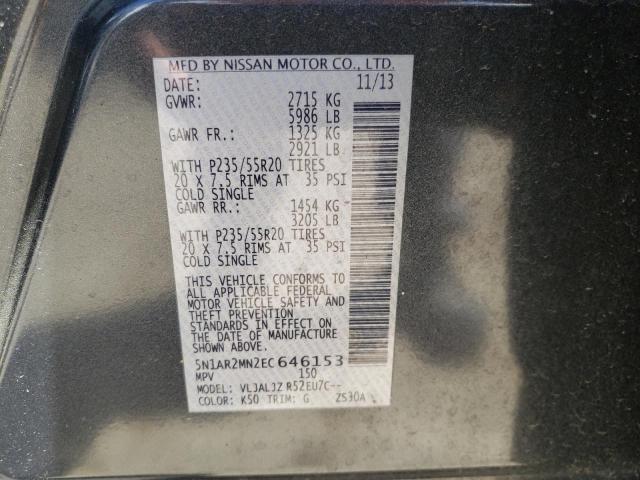 MFD BY NISSAN MOTOR CO., LTD.
DATE: 11/13
GVWR: 2715 KG
5986 LB
GAWR FR.: 1325 KG
2921 LB
WITH P235/55R20 TIRES
20 X 7.5 RIMS AT 35 PSI
COLD SINGLE
GAWR RR.: 1454 KG
3205 LB
WITH P235/55R20 TIRES
20 X 7.5 RIMS AT 35 PSI
COLD SINGLE
THIS VEHICLE CONFORMS TO
ALL APPLICABLE FEDERAL
MOTOR VEHICLE SAFETY AND
THEFT PREVENTION
STANDARDS IN EFFECT ON
THE DATE OF MANUFACTURE
SHOWN ABOVE.
5N1AR2MN2EC646153
MPV 150
MODEL: VL3AL3Z R52EU7C--
COLOR: K50 TRIM: G ZS30A